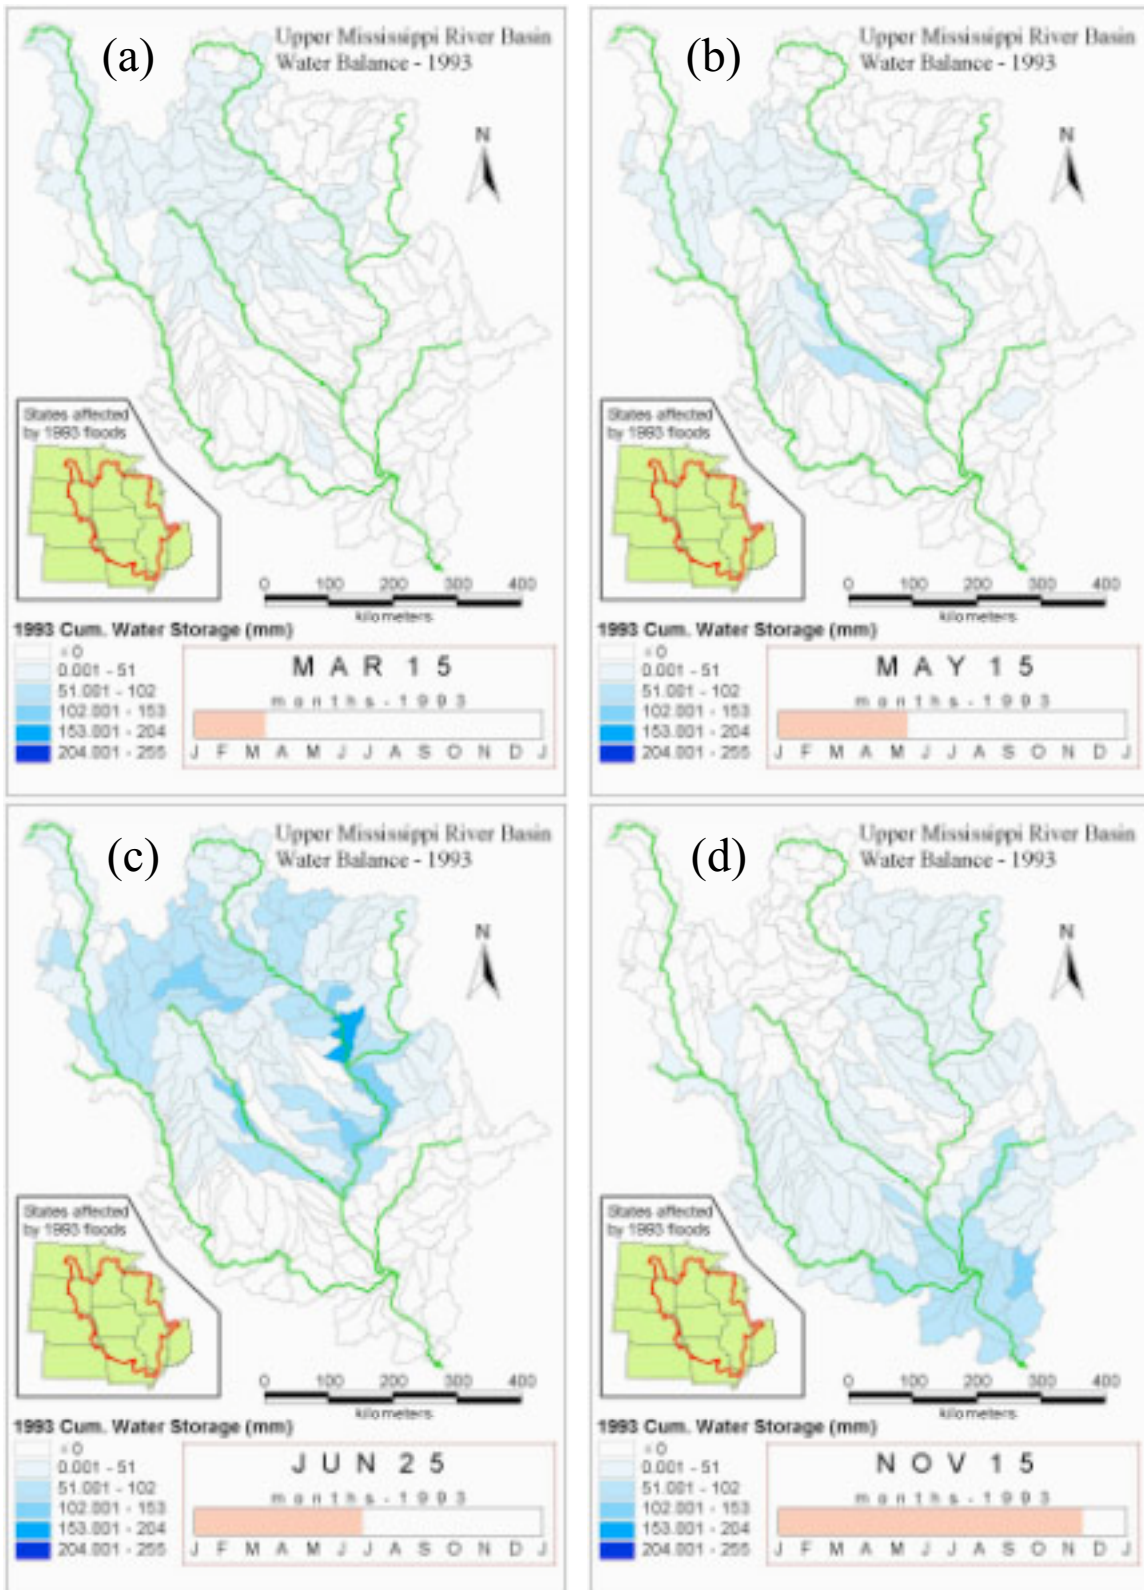 (a)
Upper Mississippi River Basin
Water Balance - 1993
N
States affected
by 1993 floods
0 100 200 300 400
kilometers
1993 Cum. Water Storage (mm)
≤ 0
0.001 - 51
51.001 - 102
102.001 - 153
153.001 - 204
204.001 - 255
MAR 15
months - 1993
J F M A M J J A S O N D J
(b)
Upper Mississippi River Basin
Water Balance - 1993
N
States affected
by 1993 floods
0 100 200 300 400
kilometers
1993 Cum. Water Storage (mm)
≤ 0
0.001 - 51
51.001 - 102
102.001 - 153
153.001 - 204
204.001 - 255
MAY 15
months - 1993
J F M A M J J A S O N D J
(c)
Upper Mississippi River Basin
Water Balance - 1993
N
States affected
by 1993 floods
0 100 200 300 400
kilometers
1993 Cum. Water Storage (mm)
≤ 0
0.001 - 51
51.001 - 102
102.001 - 153
153.001 - 204
204.001 - 255
JUN 25
months - 1993
J F M A M J J A S O N D J
(d)
Upper Mississippi River Basin
Water Balance - 1993
N
States affected
by 1993 floods
0 100 200 300 400
kilometers
1993 Cum. Water Storage (mm)
≤ 0
0.001 - 51
51.001 - 102
102.001 - 153
153.001 - 204
204.001 - 255
NOV 15
months - 1993
J F M A M J J A S O N D J